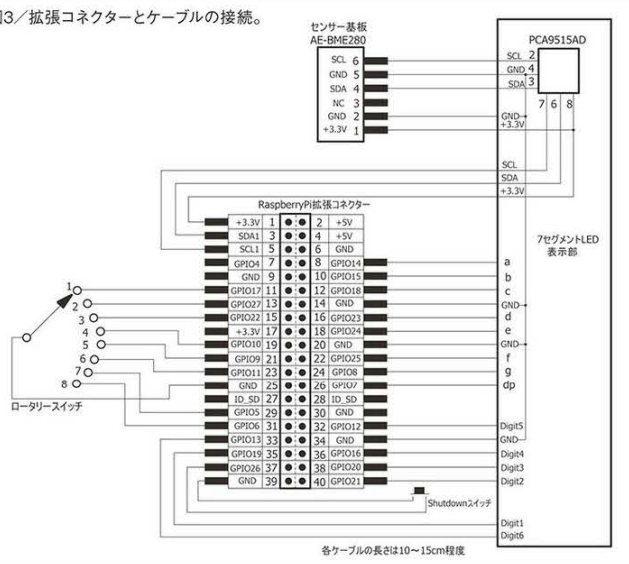 図3／拡張コネクターとケーブルの接続。
センサー基板
AE-BME280
SCL 6
GND 5
SDA 4
NC 3
GND 2
+3.3V 1
PCA9515AD
SCL 2
GND 4
SDA 3
7 6 8
GND
+3.3V
SCL
SDA
+3.3V
7セグメントLED
表示部
RaspberryPi拡張コネクター
+3.3V 1 2 +5V
SDA1 3 4 +5V
SCL1 5 6 GND
GPIO4 7 8 GPIO14
GND 9 10 GPIO15
GPIO17 11 12 GPIO18
GPIO27 13 14 GND
GPIO22 15 16 GPIO23
+3.3V 17 18 GPIO24
GPIO10 19 20 GND
GPIO9 21 22 GPIO25
GPIO11 23 24 GPIO8
GND 25 26 GPIO7
ID_SD 27 28 ID_SD
GPIO5 29 30 GND
GPIO6 31 32 GPIO12
GPIO13 33 34 GND
GPIO19 35 36 GPIO16
GPIO26 37 38 GPIO20
GND 39 40 GPIO21
a
b
c
GND
d
e
GND
f
g
dp
Digit5
GND
Digit4
Digit3
Digit2
Digit1
Digit6
1
2
3
4
5
6
7
8
ロータリースイッチ
Shutdownスイッチ
各ケーブルの長さは10～15cm程度